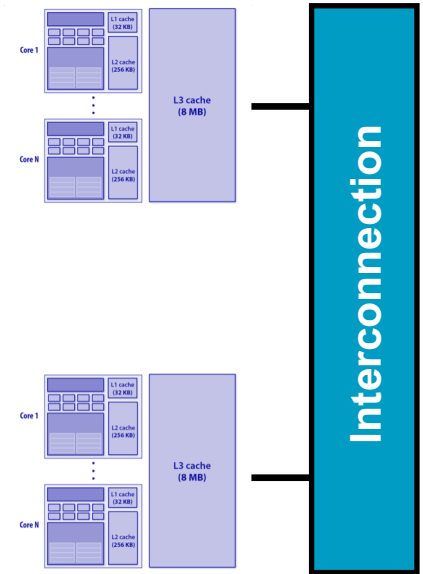 Core 1
L1 cache
(32 KB)
L2 cache
(256 KB)
L3 cache
(8 MB)
Core N
L1 cache
(32 KB)
L2 cache
(256 KB)
Interconnection
Core 1
L1 cache
(32 KB)
L2 cache
(256 KB)
L3 cache
(8 MB)
Core N
L1 cache
(32 KB)
L2 cache
(256 KB)